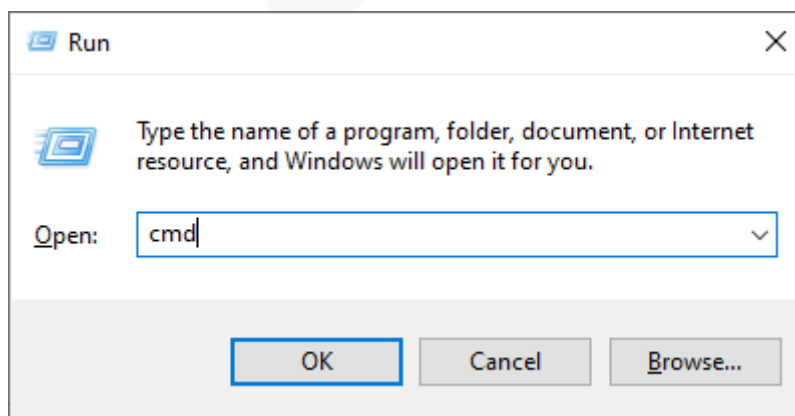 Run
Type the name of a program, folder, document, or Internet
resource, and Windows will open it for you.
Open: cmd
OK Cancel Browse...